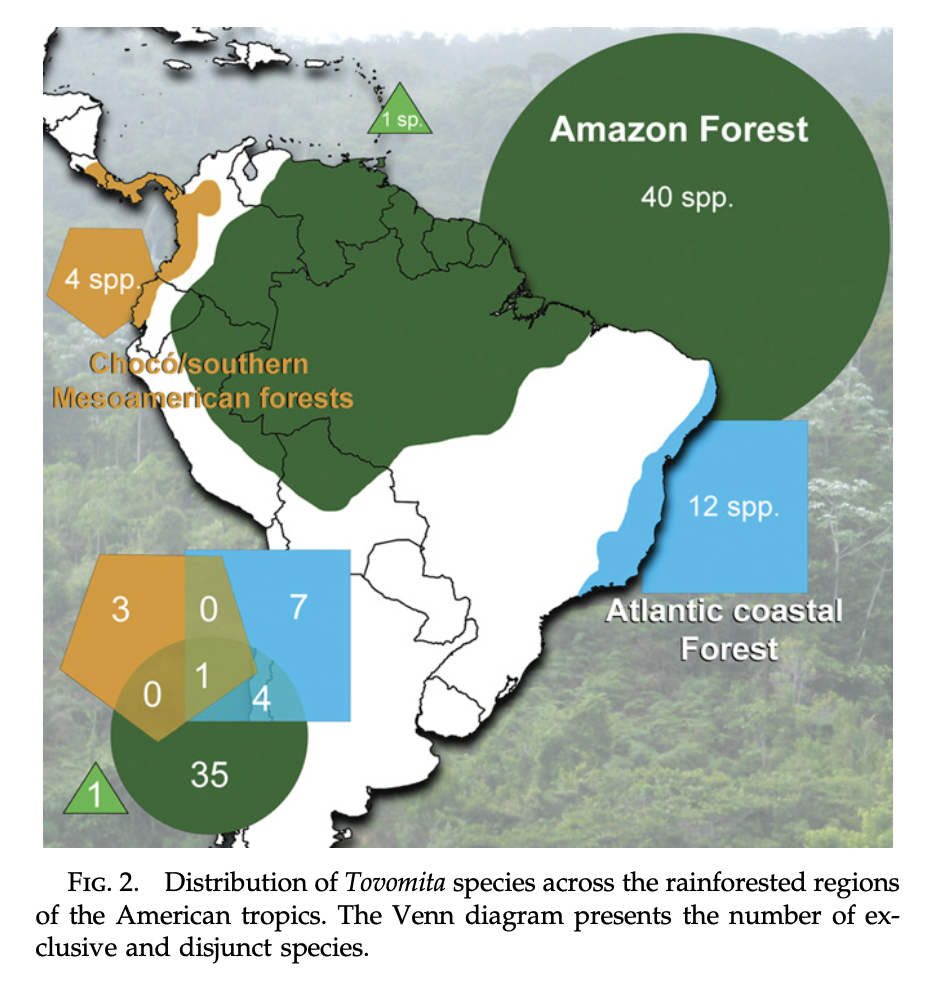 1 sp.
Amazon Forest
40 spp.
4 spp.
Chocó/southern
Mesoamerican forests
12 spp.
Atlantic coastal
Forest
3
0
7
1
0
4
35
1
FIG. 2. Distribution of Tovomita species across the rainforested regions
of the American tropics. The Venn diagram presents the number of ex-
clusive and disjunct species.